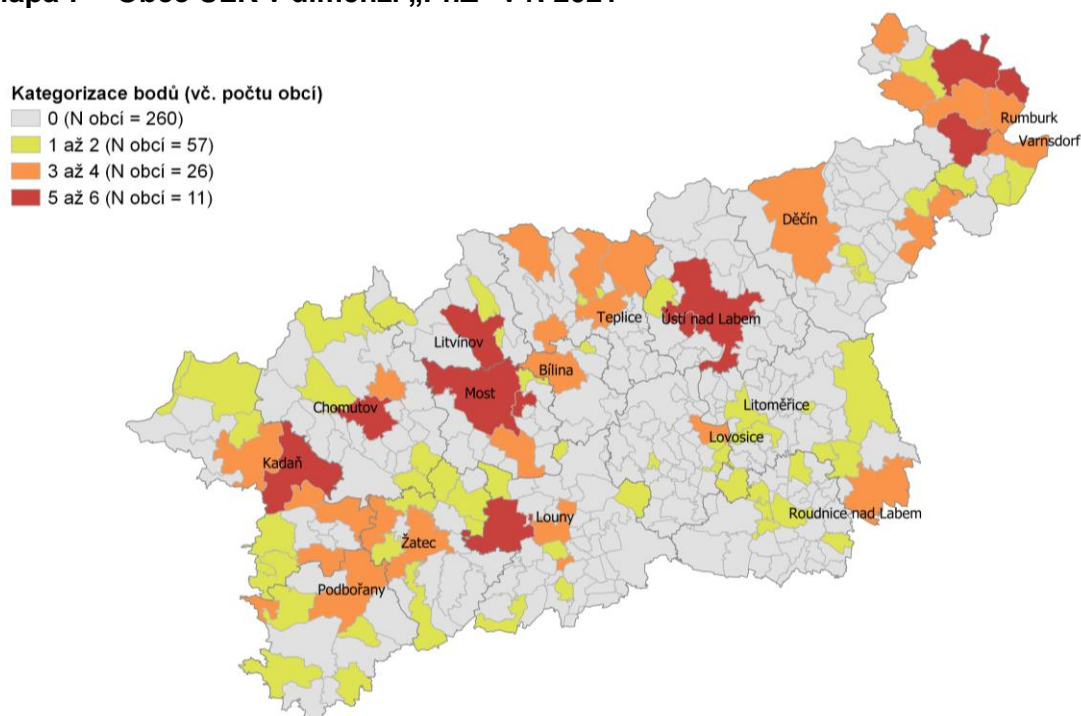 Kategorizace bodů (vč. počtu obcí)
0 (N obcí = 260)
1 až 2 (N obcí = 57)
3 až 4 (N obcí = 26)
5 až 6 (N obcí = 11)
Rumburk
Varnsdorf
Děčín
Teplice
Ústí nad Labem
Litvínov
Bílina
Most
Chomutov
Litoměřice
Lovosice
Kadaň
Roudnice nad Labem
Louny
Žatec
Podbořany